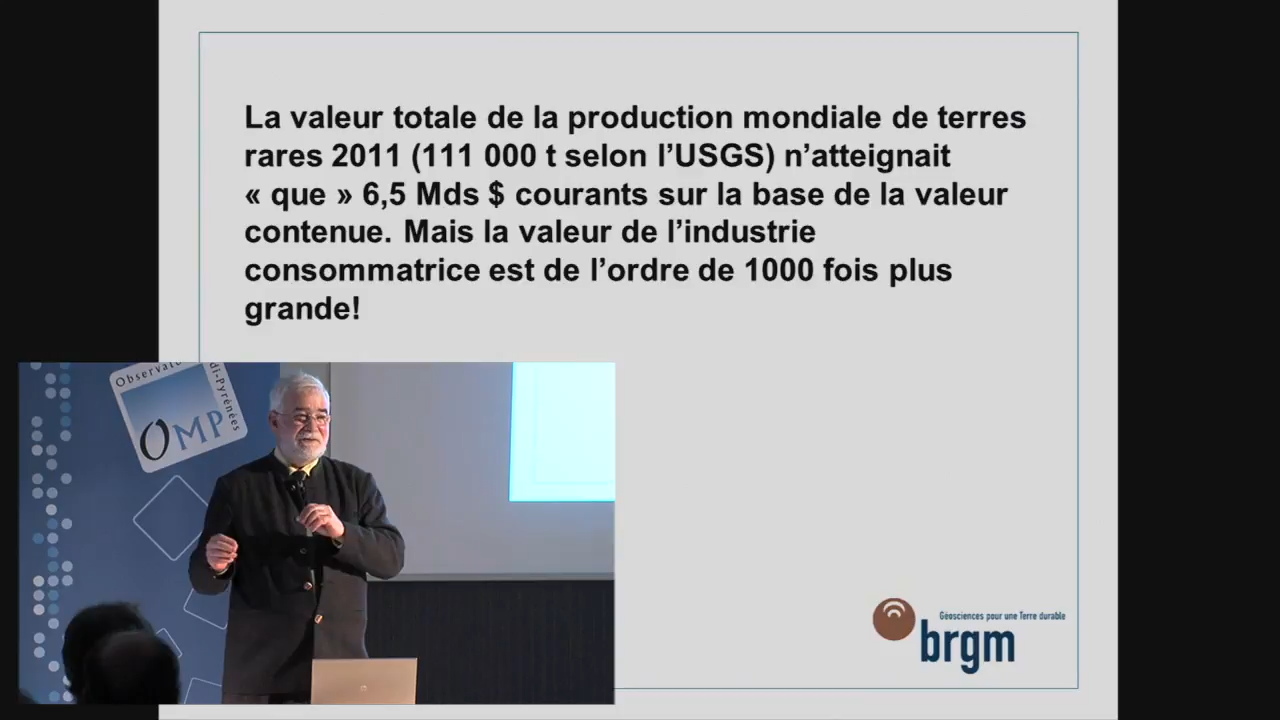 La valeur totale de la production mondiale de terres
rares 2011 (111 000 t selon l’USGS) n’atteignait
« que » 6,5 Mds $ courants sur la base de la valeur
contenue. Mais la valeur de l’industrie
consommatrice est de l’ordre de 1000 fois plus
grande!
OMP
Géosciences pour une Terre durable
brgm